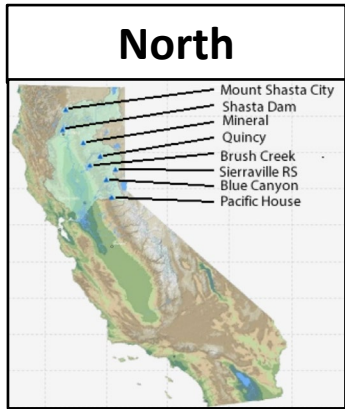 North
Mount Shasta City
Shasta Dam
Mineral
Quincy
Brush Creek
Sierraville RS
Blue Canyon
Pacific House